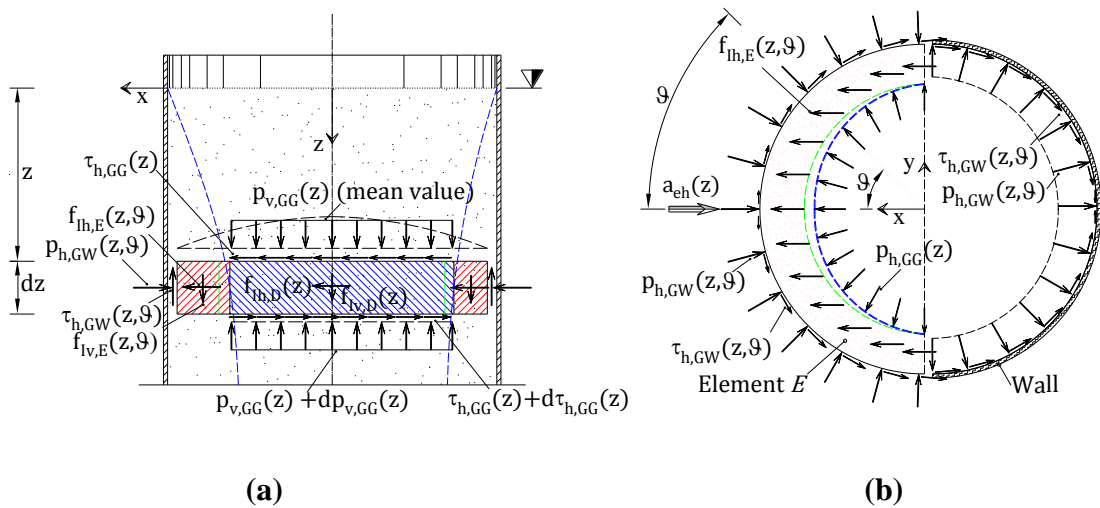 x
z
z
τh,GG(z)
pv,GG(z) (mean value)
fIh,E(z,ϑ)
ph,GW(z,ϑ)
dz
fIh,D(z)
fIv,D(z)
τh,GW(z,ϑ)
fIv,E(z,ϑ)
pv,GG(z) +dpv,GG(z)
τh,GG(z)+dτh,GG(z)
(a)
fIh,E(z,ϑ)
ϑ
τh,GW(z,ϑ)
y
ph,GW(z,ϑ)
ϑ
aeh(z)
x
ph,GG(z)
ph,GW(z,ϑ)
τh,GW(z,ϑ)
Element E
Wall
(b)